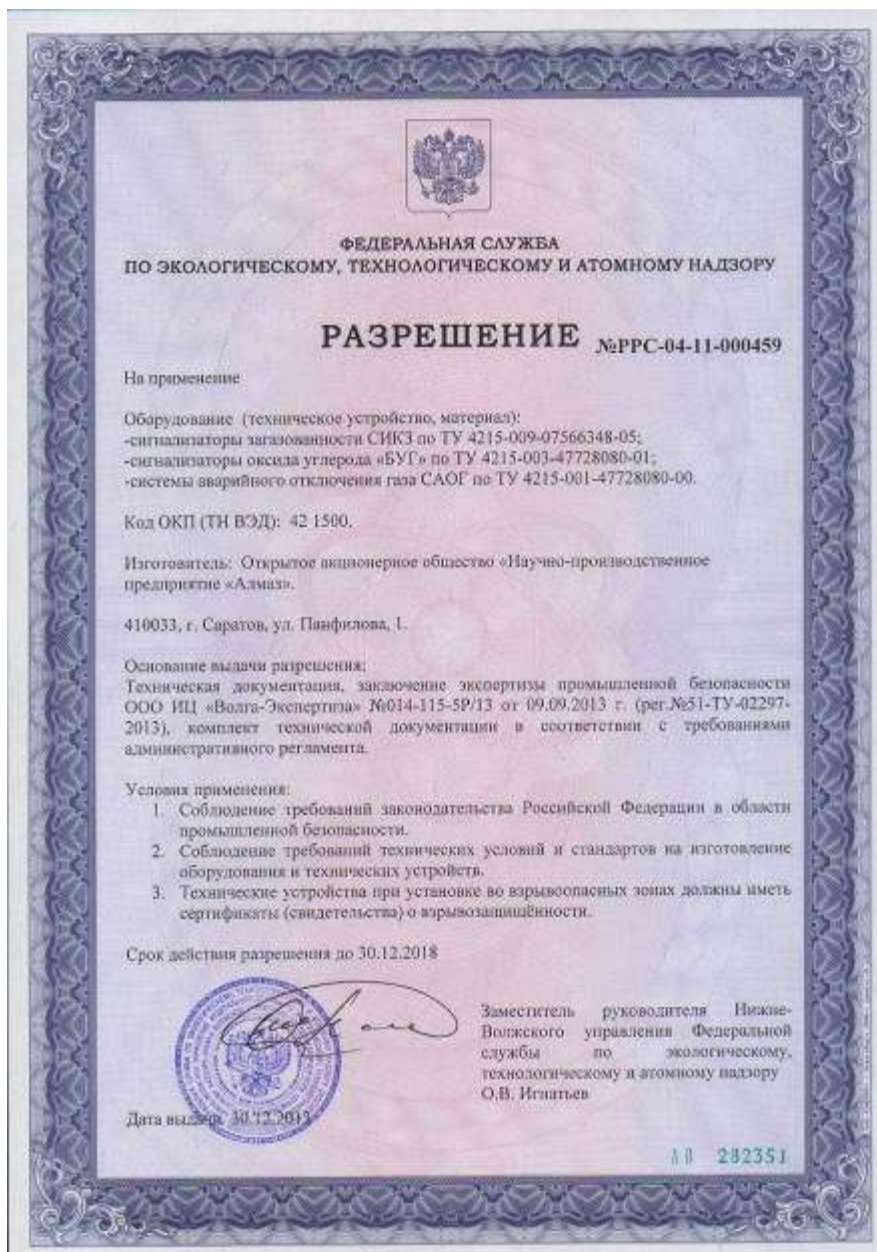 ФЕДЕРАЛЬНАЯ СЛУЖБА
ПО ЭКОЛОГИЧЕСКОМУ, ТЕХНОЛОГИЧЕСКОМУ И АТОМНОМУ НАДЗОРУ
РАЗРЕШЕНИЕ №РРС-04-11-000459
На применение
Оборудование (техническое устройство, материал):
-сигнализаторы загазованности СИКЗ по ТУ 4215-009-07566348-05;
-сигнализаторы оксида углерода «БУГ» по ТУ 4215-003-47728080-01;
-системы аварийного отключения газа САОГ по ТУ 4215-001-47728080-00.
Код ОКП (ТН ВЭД): 42 1500.
Изготовитель: Открытое акционерное общество «Научно-производственное
предприятие «Алмаз».
410033, г. Саратов, ул. Панфилова, 1.
Основание выдачи разрешения:
Техническая документация, заключение экспертизы промышленной безопасности
ООО ИЦ «Волга-Экспертиза» №014-115-5Р/13 от 09.09.2013 г. (рег.№51-ТУ-02297-
2013), комплект технической документации в соответствии с требованиями
административного регламента.
Условия применения:
1. Соблюдение требований законодательства Российской Федерации в области
промышленной безопасности.
2. Соблюдение требований технических условий и стандартов на изготовление
оборудования и технических устройств.
3. Технические устройства при установке во взрывоопасных зонах должны иметь
сертификаты (свидетельства) о взрывозащищённости.
Срок действия разрешения до 30.12.2018
Заместитель руководителя Нижне-
Волжского управления Федеральной
службы по экологическому,
технологическому и атомному надзору
О.В. Игнатьев
Дата выдачи 30.12.2013
АВ 282351